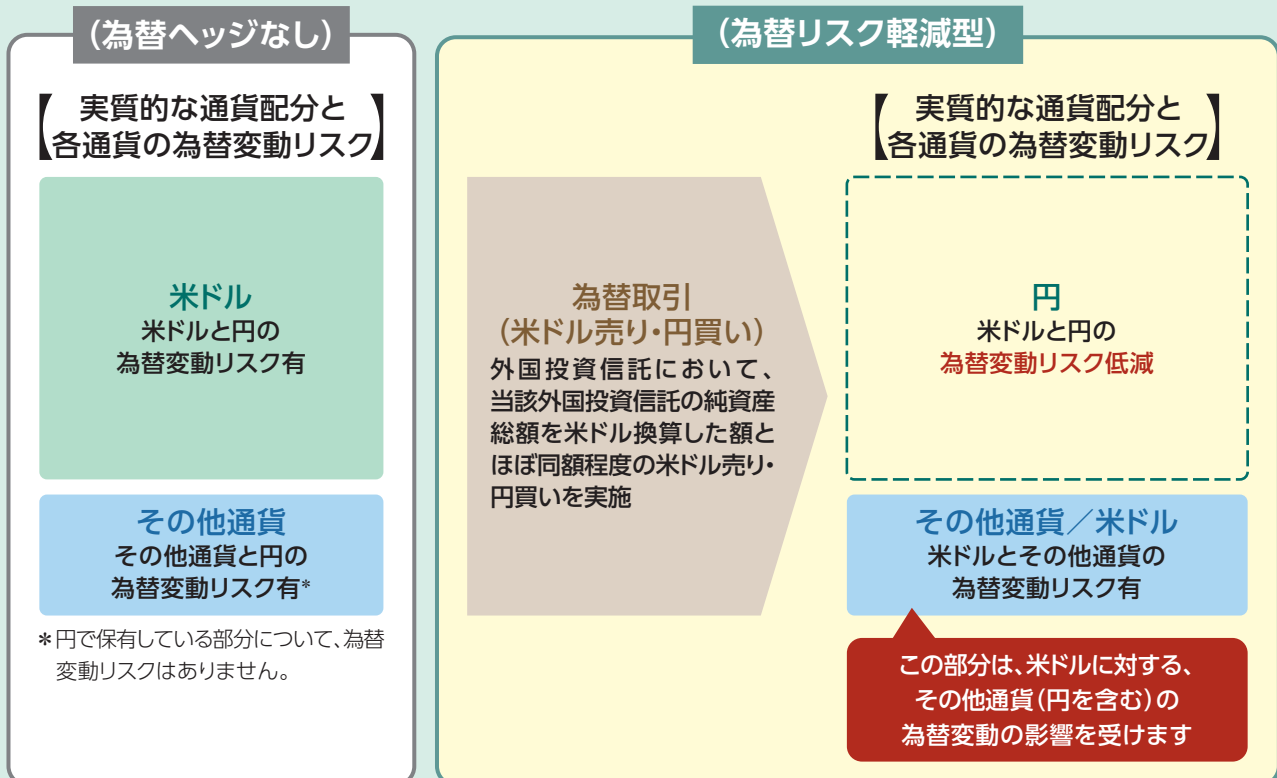 （為替ヘッジなし）
【実質的な通貨配分と
各通貨の為替変動リスク】
米ドル
米ドルと円の
為替変動リスク有
その他通貨
その他通貨と円の
為替変動リスク有*
＊円で保有している部分について、為替
変動リスクはありません。
（為替リスク軽減型）
為替取引
（米ドル売り・円買い）
外国投資信託において、
当該外国投資信託の純資産
総額を米ドル換算した額と
ほぼ同額程度の米ドル売り・
円買いを実施
【実質的な通貨配分と
各通貨の為替変動リスク】
円
米ドルと円の
為替変動リスク低減
その他通貨／米ドル
米ドルとその他通貨の
為替変動リスク有
この部分は、米ドルに対する、
その他通貨（円を含む）の
為替変動の影響を受けます